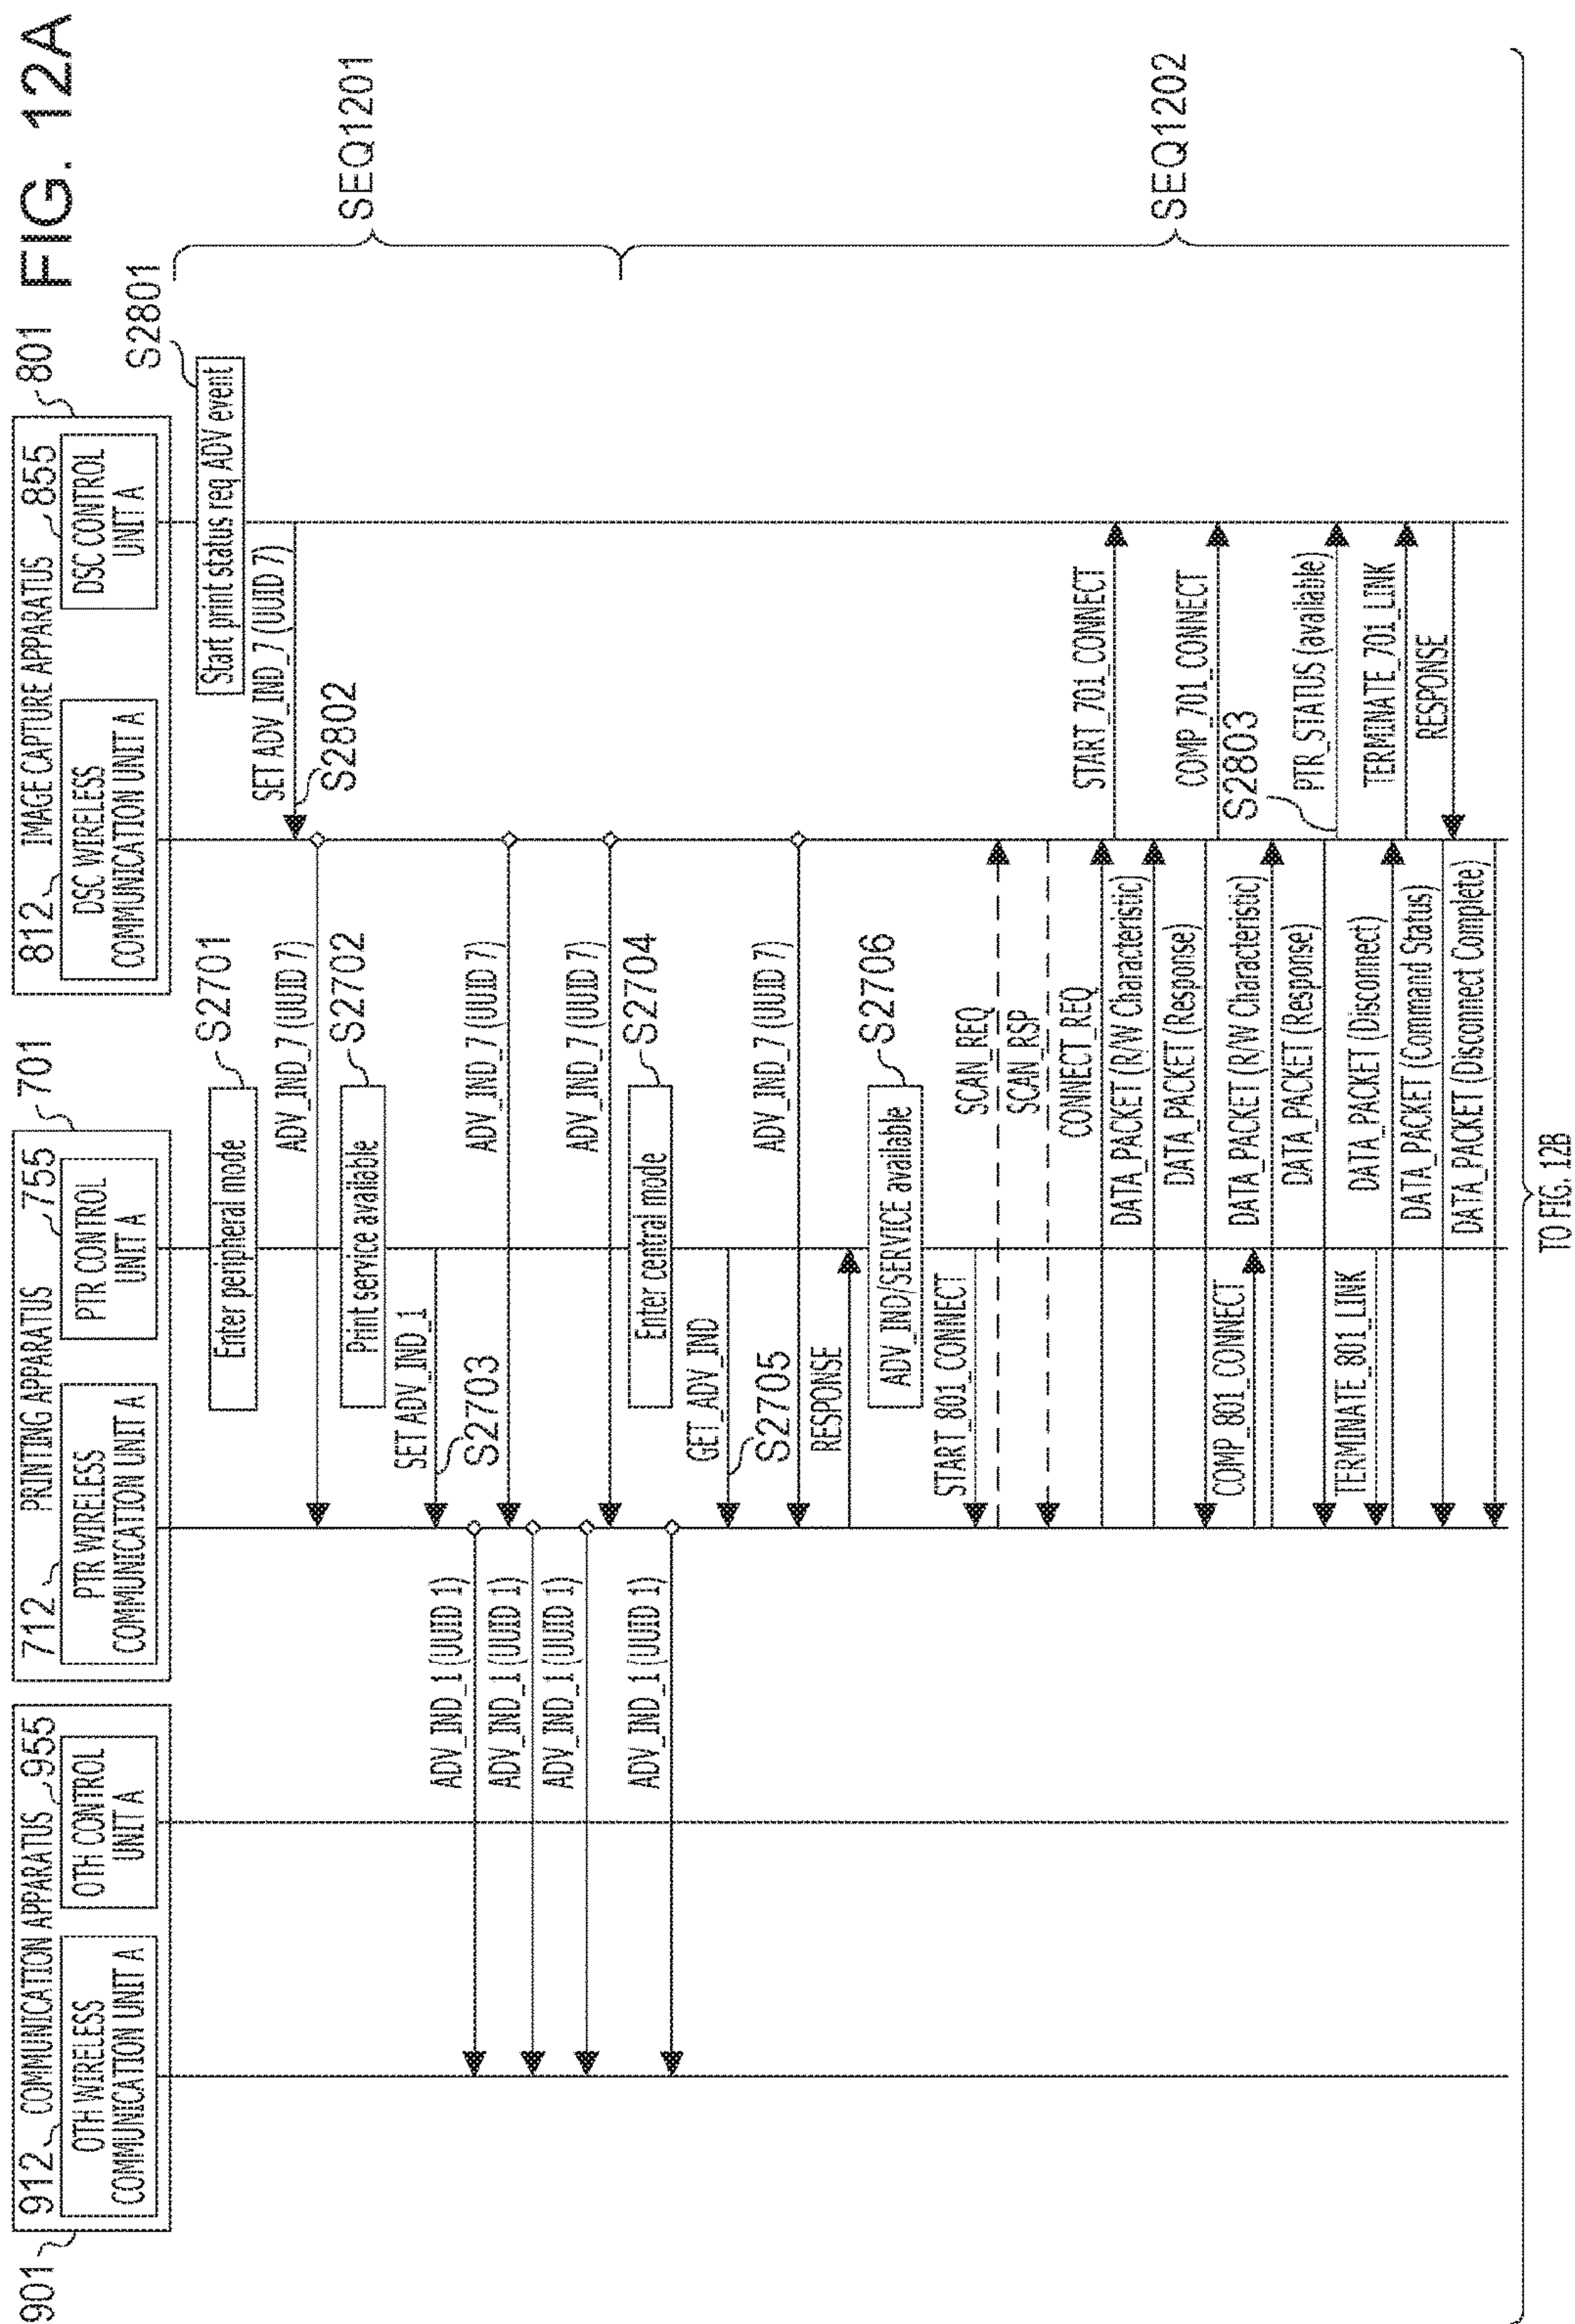 FIG. 12A
901
912
COMMUNICATION APPARATUS
955
OTH WIRELESS
COMMUNICATION UNIT A
OTH CONTROL
UNIT A
701
712
PRINTING APPARATUS
755
PTR WIRELESS
COMMUNICATION UNIT A
PTR CONTROL
UNIT A
801
812
IMAGE CAPTURE APPARATUS
855
DSC WIRELESS
COMMUNICATION UNIT A
DSC CONTROL
UNIT A
S2801
Start print status req ADV event
SEQ1201
Enter peripheral mode
S2701
SET ADV_IND_7 (UUID 7)
S2802
ADV_IND_7 (UUID 7)
Print service available
S2702
SET ADV_IND_1
S2703
ADV_IND_1 (UUID 1)
ADV_IND_7 (UUID 7)
ADV_IND_1 (UUID 1)
ADV_IND_1 (UUID 1)
ADV_IND_7 (UUID 7)
Enter central mode
S2704
ADV_IND_1 (UUID 1)
GET_ADV_IND
S2705
ADV_IND_7 (UUID 7)
RESPONSE
ADV_IND/SERVICE available
S2706
START_801_CONNECT
SCAN_REQ
SCAN_RSP
CONNECT_REQ
START_701_CONNECT
DATA_PACKET (R/W Characteristic)
DATA_PACKET (Response)
COMP_701_CONNECT
COMP_801_CONNECT
DATA_PACKET (R/W Characteristic)
S2803
DATA_PACKET (Response)
PTR_STATUS (available)
TERMINATE_801_LINK
DATA_PACKET (Disconnect)
TERMINATE_701_LINK
DATA_PACKET (Command Status)
RESPONSE
DATA_PACKET (Disconnect Complete)
SEQ1202
TO FIG. 12B